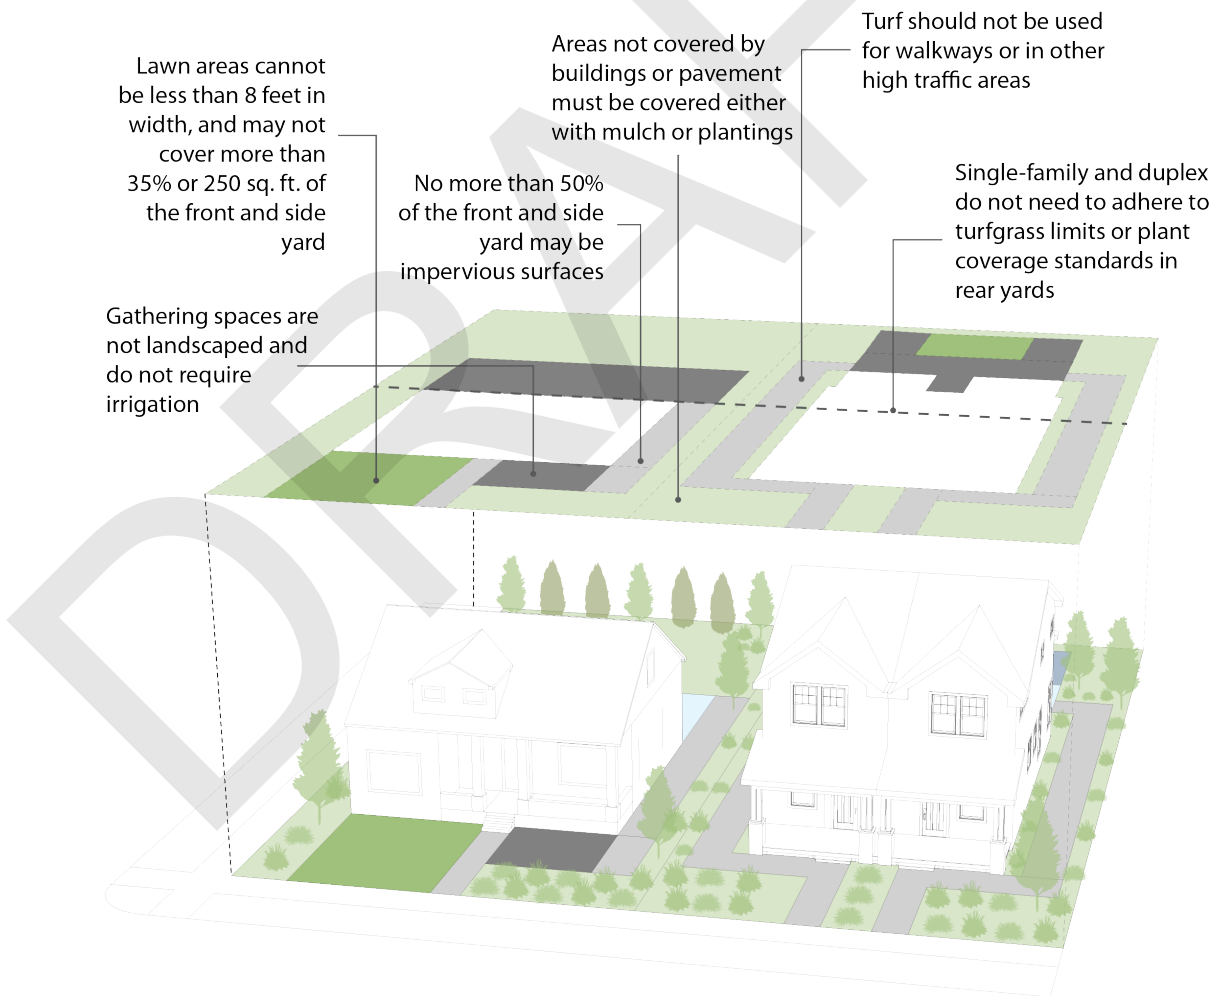 Turf should not be used
for walkways or in other
high traffic areas
Areas not covered by
buildings or pavement
must be covered either
with mulch or plantings
Lawn areas cannot
be less than 8 feet in
width, and may not
cover more than
35% or 250 sq. ft. of
the front and side
yard
No more than 50%
of the front and side
yard may be
impervious surfaces
Single-family and duplex
do not need to adhere to
turfgrass limits or plant
coverage standards in
rear yards
Gathering spaces are
not landscaped and
do not require
irrigation
DRAF